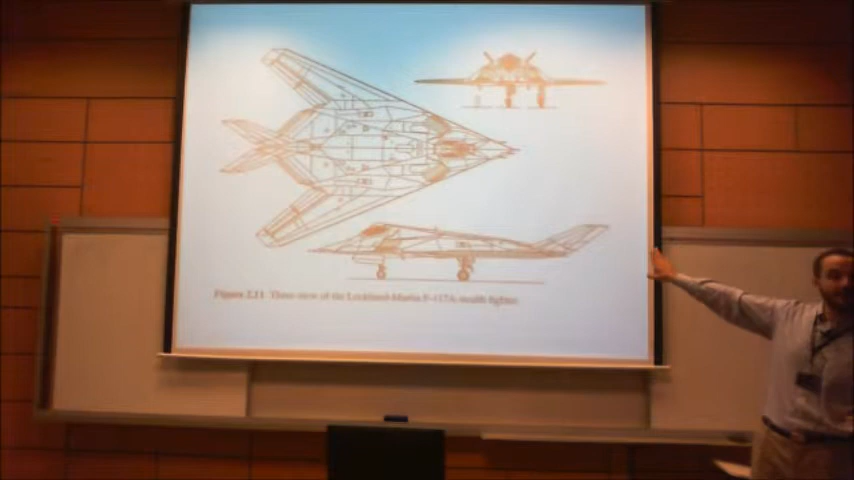 Figure 2.11 Three-view of the Lockheed-Martin F-117A stealth fighter.